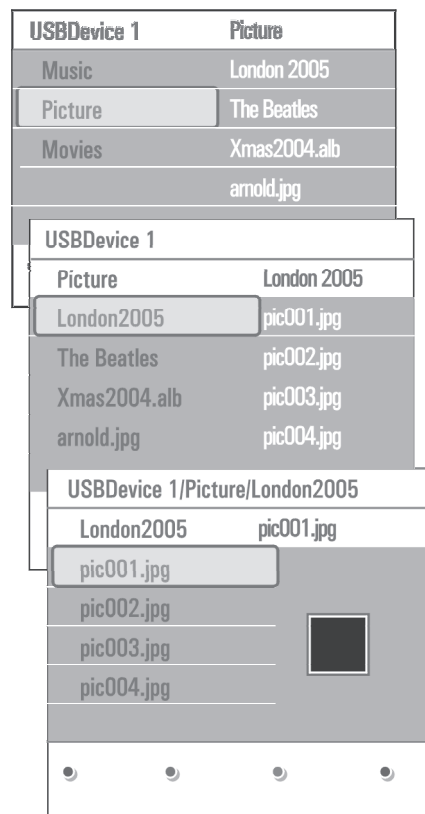 USBDevice 1 Picture
Music London 2005
Picture The Beatles
Movies Xmas2004.alb
arnold.jpg
USBDevice 1
Picture London 2005
London2005 pic001.jpg
The Beatles pic002.jpg
Xmas2004.alb pic003.jpg
arnold.jpg pic004.jpg
USBDevice 1/Picture/London2005
London2005 pic001.jpg
pic001.jpg
pic002.jpg
pic003.jpg
pic004.jpg